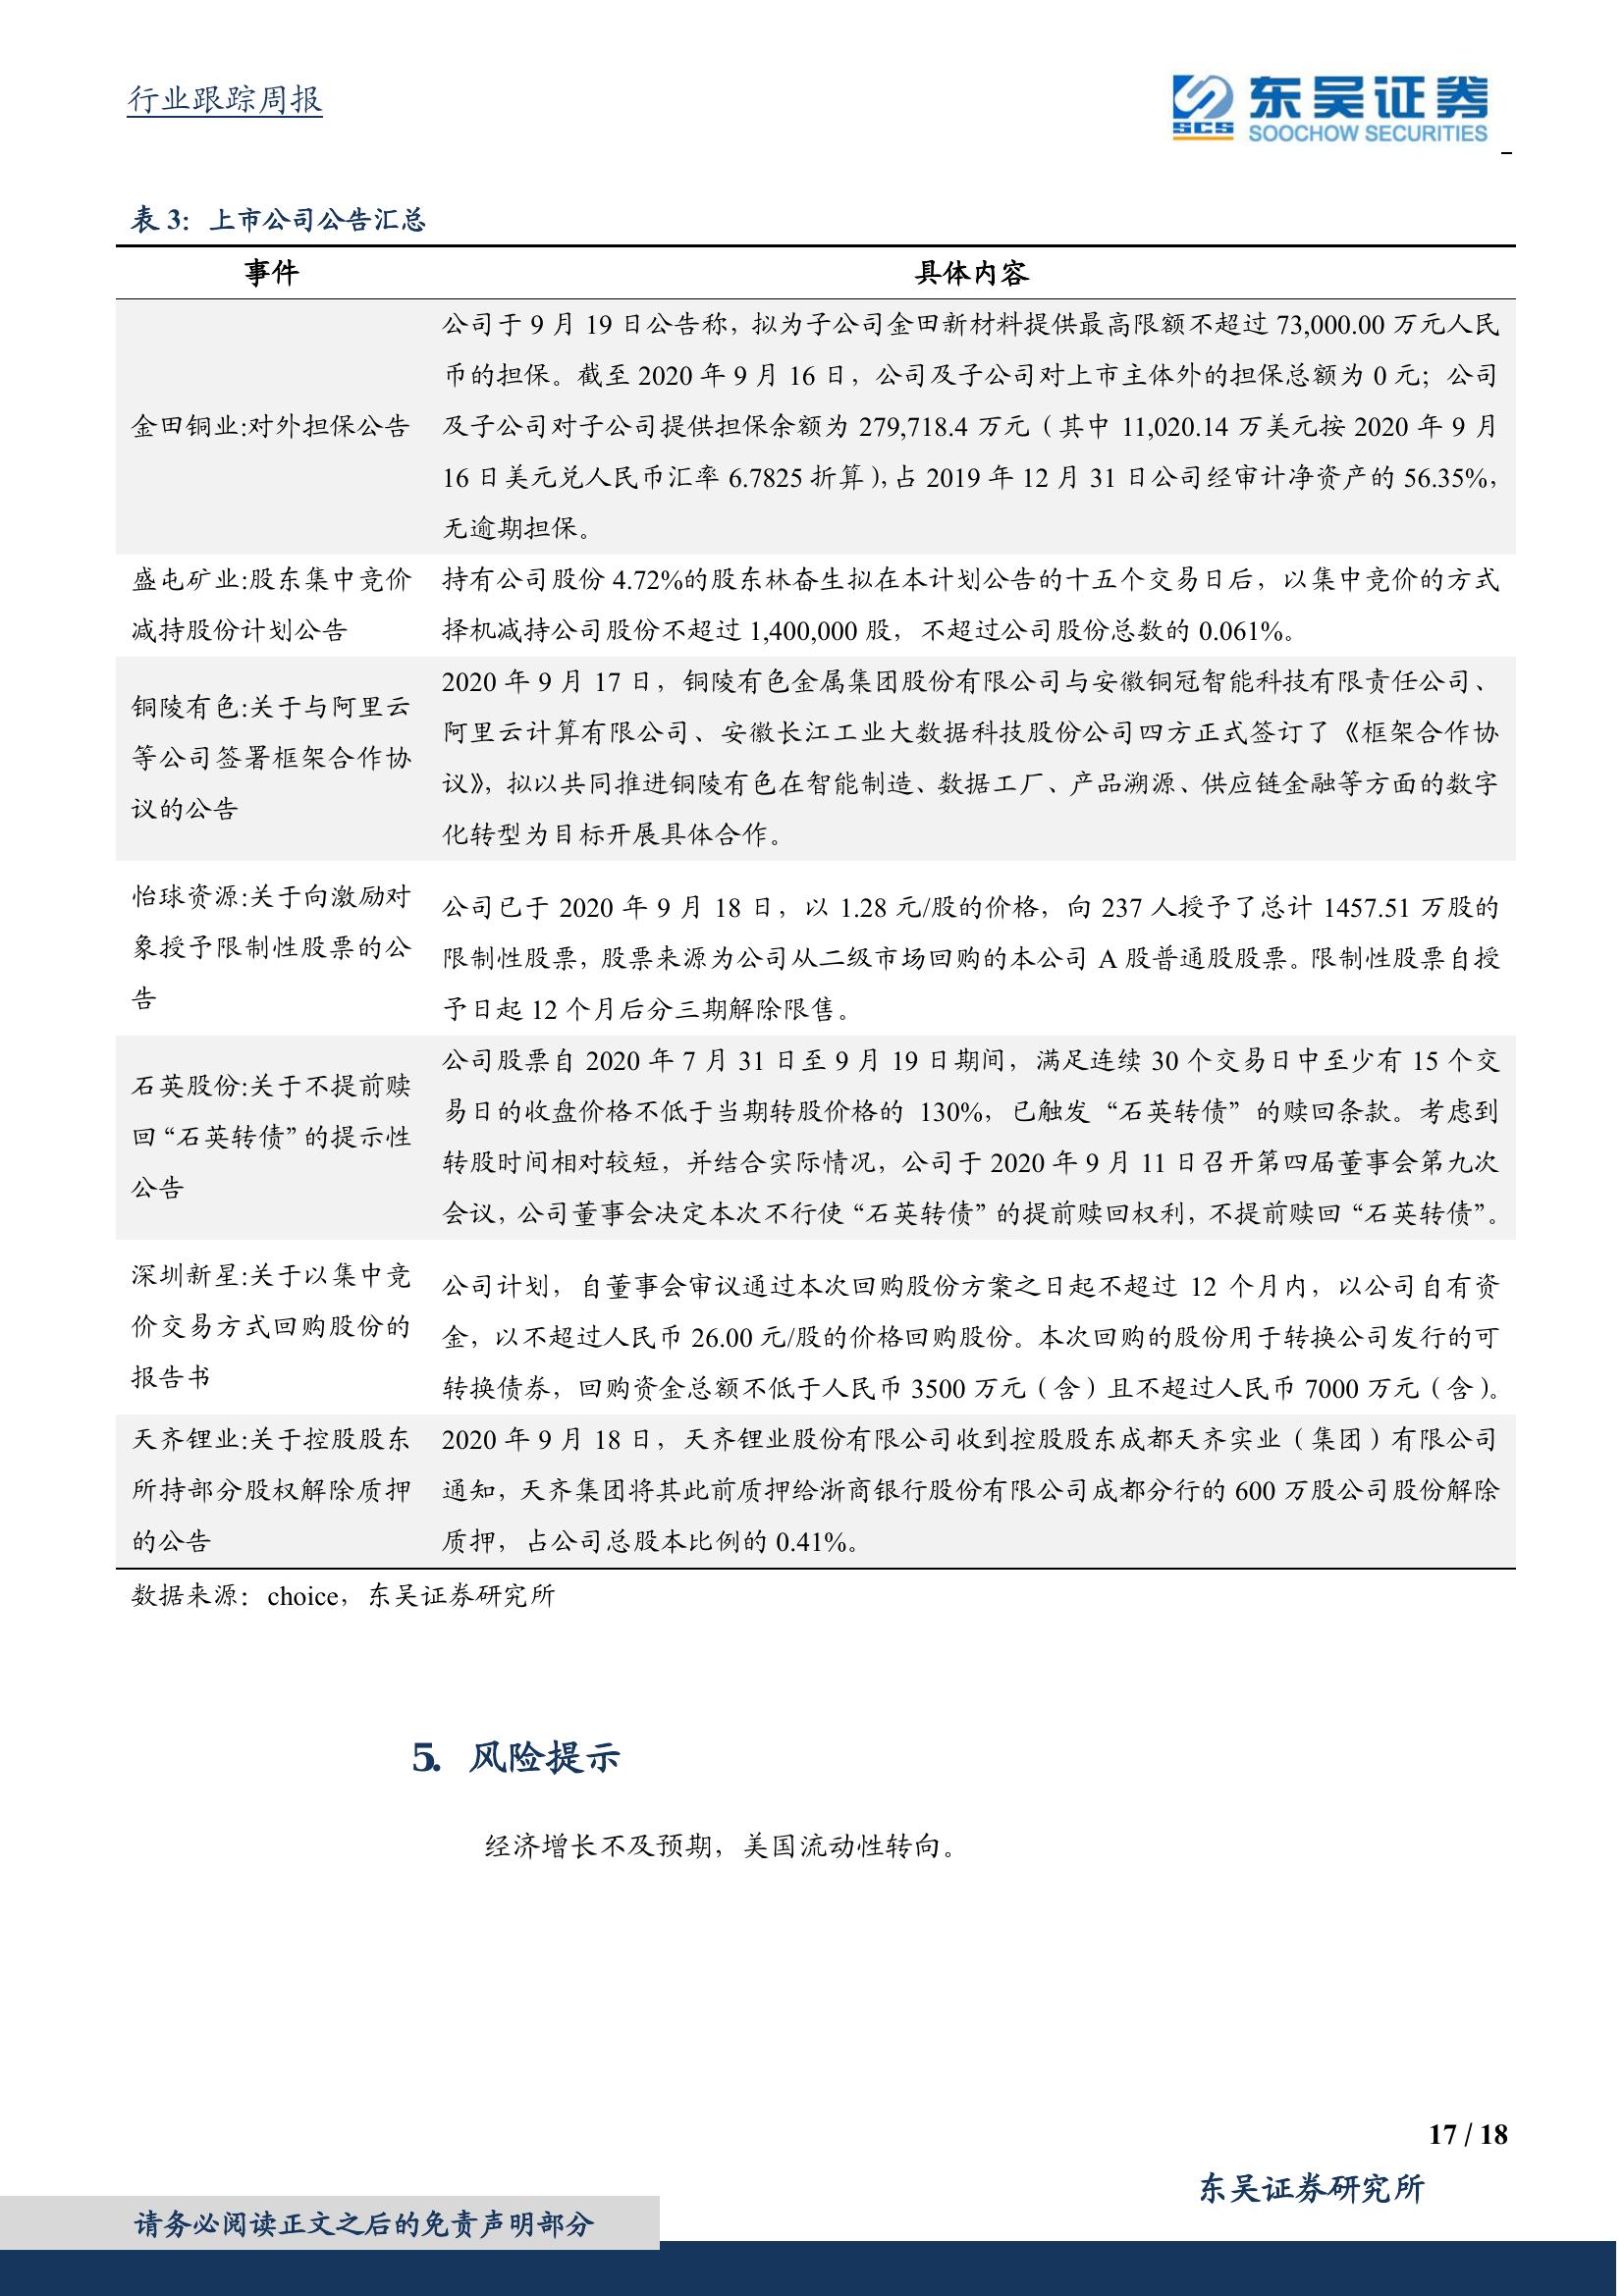 行业跟踪周报
SCS 东吴证券
SOOCHOW SECURITIES
表 3：上市公司公告汇总
事件 具体内容
金田铜业:对外担保公告
公司于 9 月 19 日公告称，拟为子公司金田新材料提供最高限额不超过 73,000.00 万元人民
币的担保。截至 2020 年 9 月 16 日，公司及子公司对上市主体外的担保总额为 0 元；公司
及子公司对子公司提供担保余额为 279,718.4 万元（其中 11,020.14 万美元按 2020 年 9 月
16 日美元兑人民币汇率 6.7825 折算），占 2019 年 12 月 31 日公司经审计净资产的 56.35%，
无逾期担保。
盛屯矿业:股东集中竞价
减持股份计划公告
持有公司股份 4.72%的股东林奋生拟在本计划公告的十五个交易日后，以集中竞价的方式
择机减持公司股份不超过 1,400,000 股，不超过公司股份总数的 0.061%。
铜陵有色:关于与阿里云
等公司签署框架合作协
议的公告
2020 年 9 月 17 日，铜陵有色金属集团股份有限公司与安徽铜冠智能科技有限责任公司、
阿里云计算有限公司、安徽长江工业大数据科技股份公司四方正式签订了《框架合作协
议》，拟以共同推进铜陵有色在智能制造、数据工厂、产品溯源、供应链金融等方面的数字
化转型为目标开展具体合作。
怡球资源:关于向激励对
象授予限制性股票的公
告
公司已于 2020 年 9 月 18 日，以 1.28 元/股的价格，向 237 人授予了总计 1457.51 万股的
限制性股票，股票来源为公司从二级市场回购的本公司 A 股普通股股票。限制性股票自授
予日起 12 个月后分三期解除限售。
石英股份:关于不提前赎
回“石英转债”的提示性
公告
公司股票自 2020 年 7 月 31 日至 9 月 19 日期间，满足连续 30 个交易日中至少有 15 个交
易日的收盘价格不低于当期转股价格的 130%，已触发“石英转债”的赎回条款。考虑到
转股时间相对较短，并结合实际情况，公司于 2020 年 9 月 11 日召开第四届董事会第九次
会议，公司董事会决定本次不行使“石英转债”的提前赎回权利，不提前赎回“石英转债”。
深圳新星:关于以集中竞
价交易方式回购股份的
报告书
公司计划，自董事会审议通过本次回购股份方案之日起不超过 12 个月内，以公司自有资
金，以不超过人民币 26.00 元/股的价格回购股份。本次回购的股份用于转换公司发行的可
转换债券，回购资金总额不低于人民币 3500 万元（含）且不超过人民币 7000 万元（含）。
天齐锂业:关于控股股东
所持部分股权解除质押
的公告
2020 年 9 月 18 日，天齐锂业股份有限公司收到控股股东成都天齐实业（集团）有限公司
通知，天齐集团将其此前质押给浙商银行股份有限公司成都分行的 600 万股公司股份解除
质押，占公司总股本比例的 0.41%。
数据来源：choice，东吴证券研究所
5. 风险提示
经济增长不及预期，美国流动性转向。
17 / 18
东吴证券研究所
请务必阅读正文之后的免责声明部分